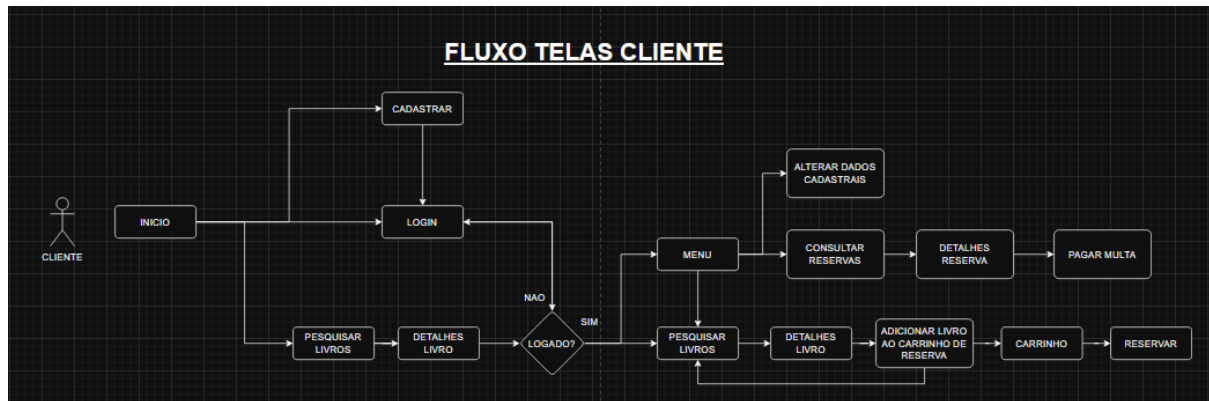 FLUXO TELAS CLIENTE
CADASTRAR
ALTERAR DADOS
CADASTRAIS
INICIO
LOGIN
CLIENTE
MENU
CONSULTAR
RESERVAS
DETALHES
RESERVA
PAGAR MULTA
NAO
SIM
PESQUISAR
LIVROS
DETALHES
LIVRO
LOGADO?
PESQUISAR
LIVROS
DETALHES
LIVRO
ADICIONAR LIVRO
AO CARRINHO DE
RESERVA
CARRINHO
RESERVAR